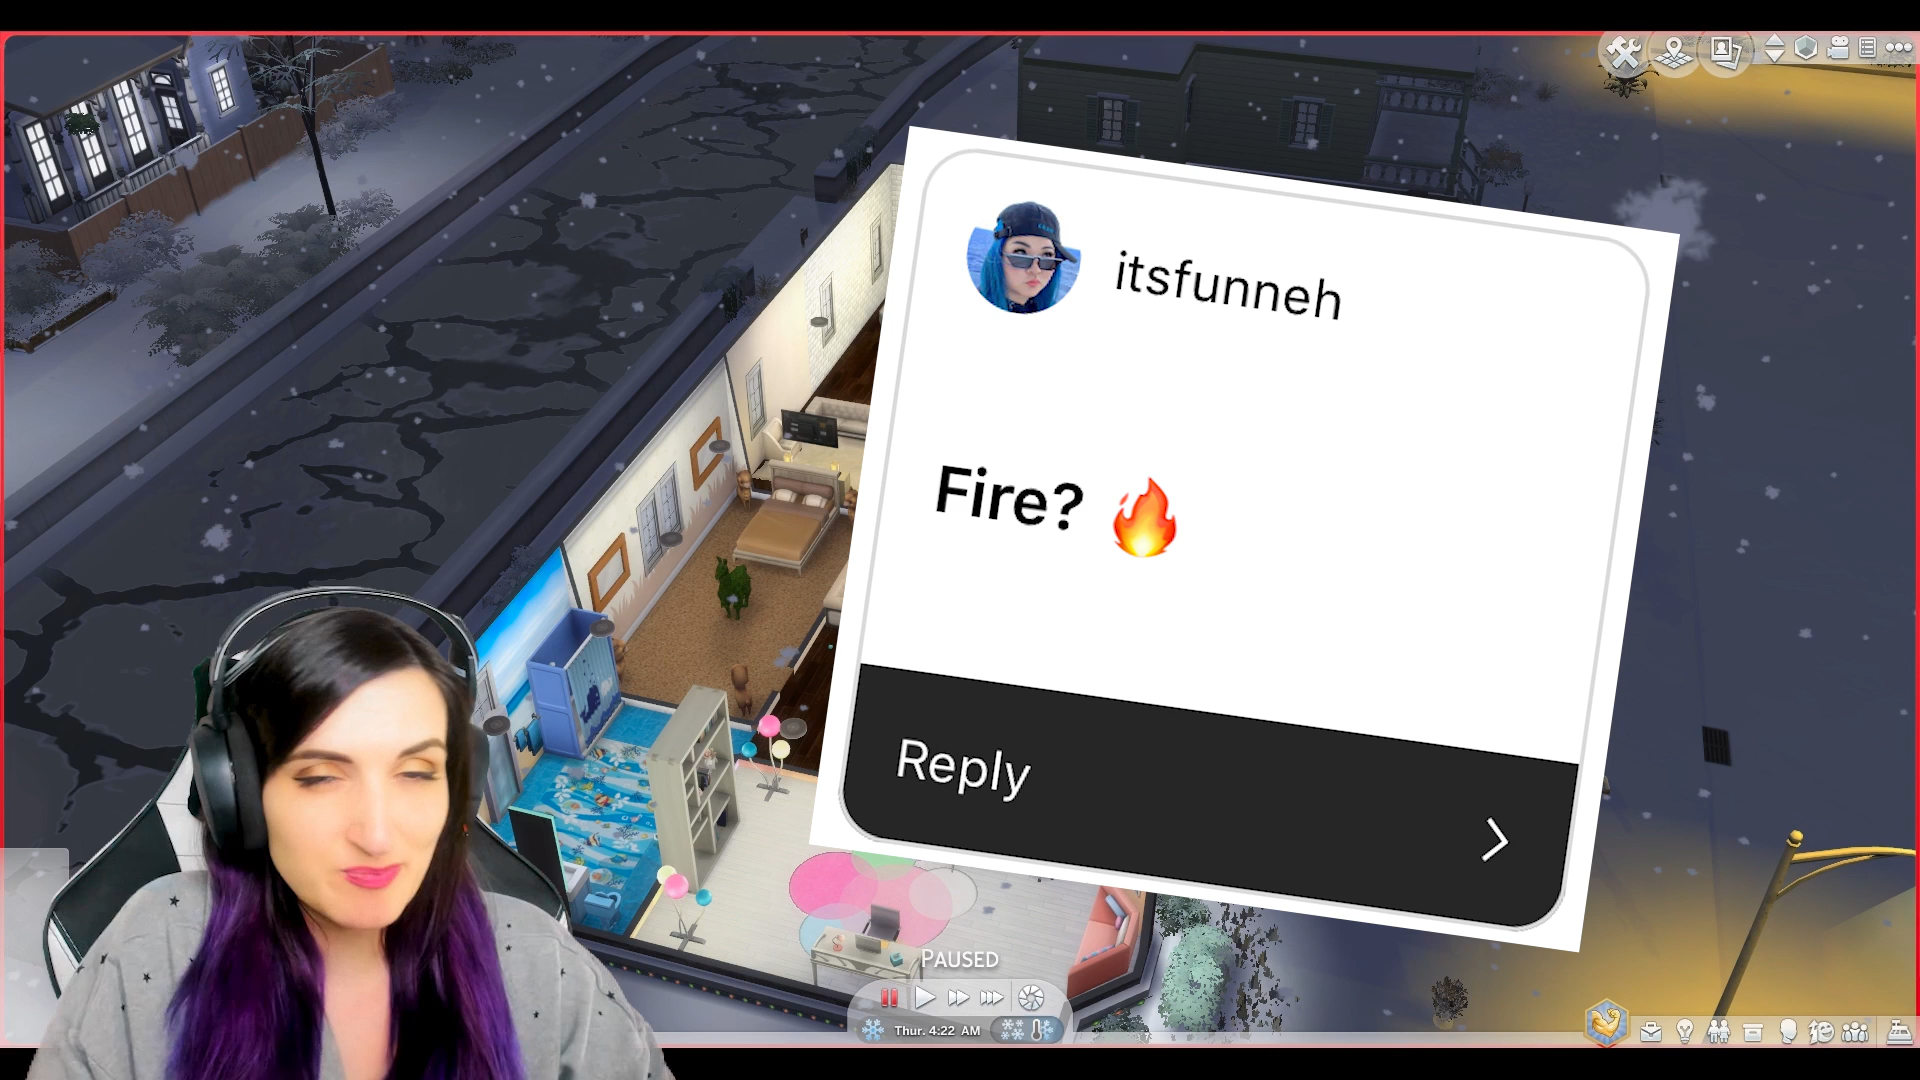 itsfunneh
Fire? 🔥
Reply
PAUSED
Thur. 4:22 AM